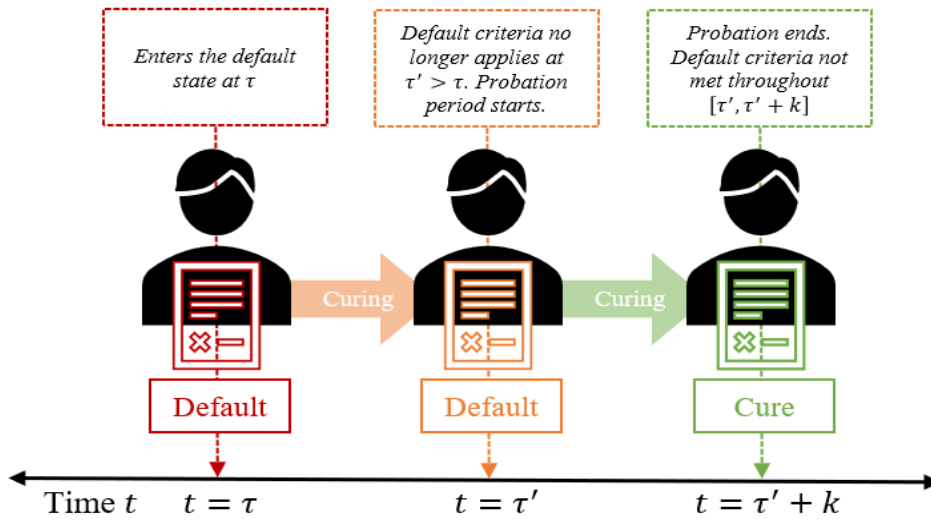 Enters the default
state at τ
Default criteria no
longer applies at
τ′ > τ. Probation
period starts.
Probation ends.
Default criteria not
met throughout
[τ′, τ′ + k]
Curing
Curing
Default
Default
Cure
Time t
t = τ
t = τ′
t = τ′ + k